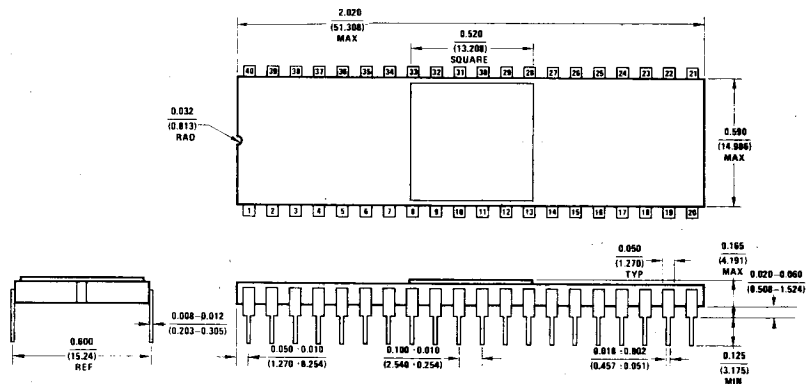 2.020
(51.308)
MAX
0.520
(13.208)
SQUARE
40 39 38 37 36 35 34 33 32 31 30 29 28 27 26 25 24 23 22 21
0.032
(0.813)
RAD
0.590
(14.986)
MAX
1 2 3 4 5 6 7 8 9 10 11 12 13 14 15 16 17 18 19 20
0.050
(1.270)
TYP
0.165
(4.191)
MAX
0.020-0.060
(0.508-1.524)
0.008-0.012
(0.203-0.305)
0.600
(15.24)
REF
0.050 0.010
(1.270 0.254)
0.100 0.010
(2.540 0.254)
0.018 0.002
(0.457 0.051)
0.125
(3.175)
MIN